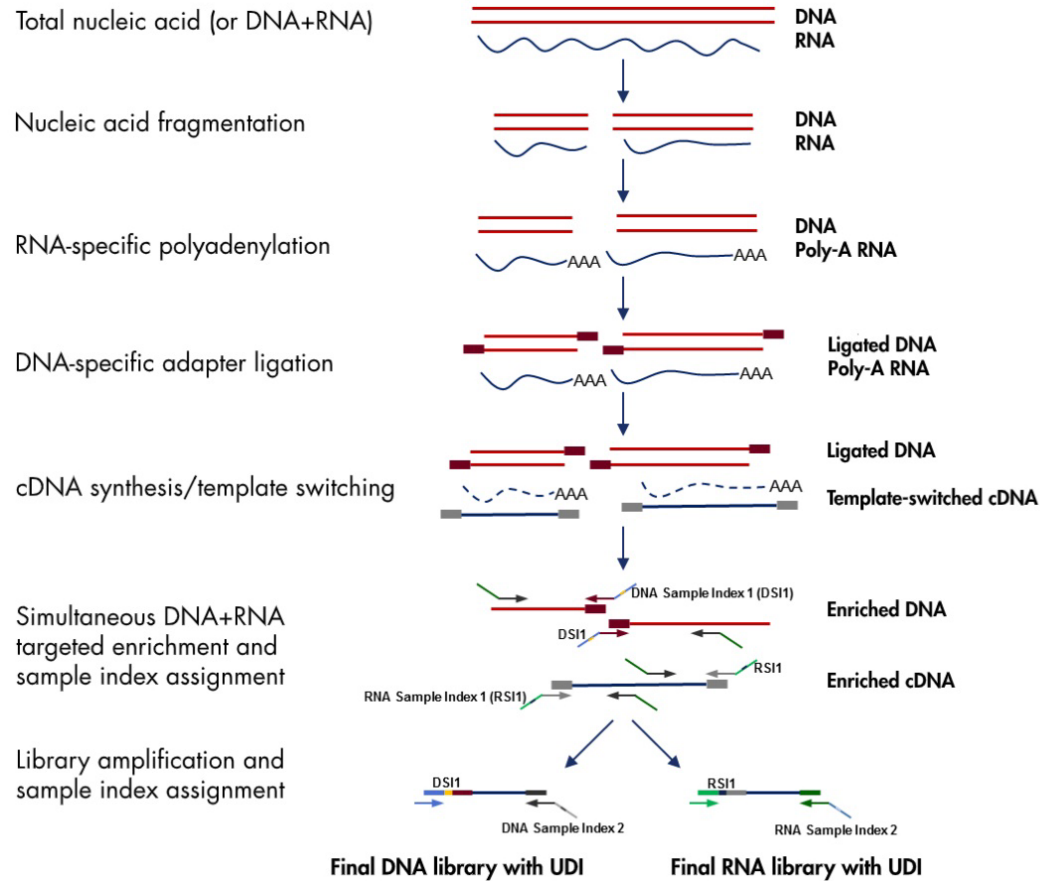 Total nucleic acid (or DNA+RNA)
DNA
RNA
Nucleic acid fragmentation
DNA
RNA
RNA-specific polyadenylation
DNA
Poly-A RNA
AAA
AAA
DNA-specific adapter ligation
Ligated DNA
Poly-A RNA
AAA
AAA
cDNA synthesis/template switching
Ligated DNA
AAA
AAA
Template-switched cDNA
Simultaneous DNA+RNA
targeted enrichment and
sample index assignment
DNA Sample Index 1 (DSI1)
Enriched DNA
DSI1
RSI1
Enriched cDNA
RNA Sample Index 1 (RSI1)
Library amplification and
sample index assignment
DSI1
DNA Sample Index 2
RSI1
RNA Sample Index 2
Final DNA library with UDI
Final RNA library with UDI